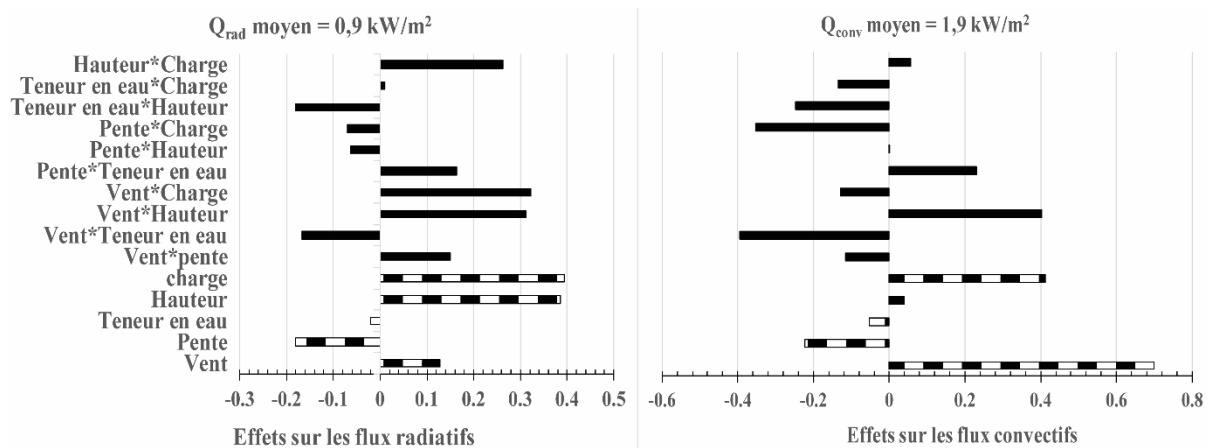 Q_rad moyen = 0,9 kW/m²
Hauteur*Charge
Teneur en eau*Charge
Teneur en eau*Hauteur
Pente*Charge
Pente*Hauteur
Pente*Teneur en eau
Vent*Charge
Vent*Hauteur
Vent*Teneur en eau
Vent*pente
charge
Hauteur
Teneur en eau
Pente
Vent
-0.3 -0.2 -0.1 0 0.1 0.2 0.3 0.4 0.5
Effets sur les flux radiatifs
Q_conv moyen = 1,9 kW/m²
-0.6 -0.4 -0.2 0 0.2 0.4 0.6 0.8
Effets sur les flux convectifs